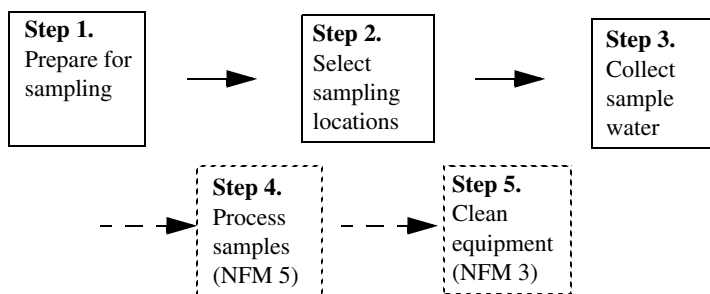 Step 1.
Prepare for
sampling
Step 2.
Select
sampling
locations
Step 3.
Collect
sample
water
Step 4.
Process
samples
(NFM 5)
Step 5.
Clean
equipment
(NFM 3)